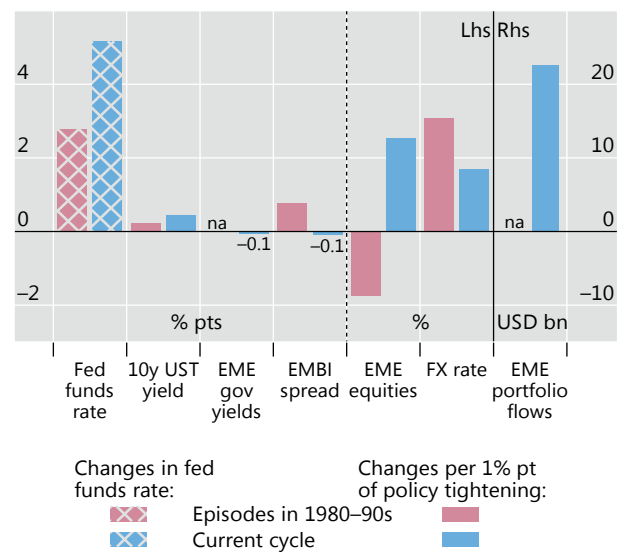 Lhs Rhs
4 20
2 10
0 na –0.1 –0.1 na 0
–2 –10
% pts % USD bn
Fed funds rate
10y UST yield
EME gov yields
EMBI spread
EME equities
FX rate
EME portfolio flows
Changes in fed funds rate:
Changes per 1% pt of policy tightening:
Episodes in 1980–90s
Current cycle